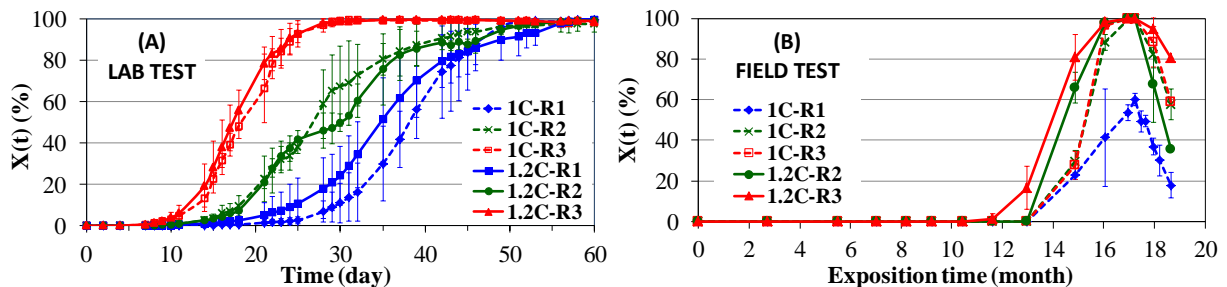 (A)
LAB TEST
X(t) (%)
100
80
60
40
20
0
1C-R1
1C-R2
1C-R3
1.2C-R1
1.2C-R2
1.2C-R3
0 10 20 30 40 50 60
Time (day)
(B)
FIELD TEST
X(t) (%)
100
80
60
40
20
0
1C-R1
1C-R2
1C-R3
1.2C-R2
1.2C-R3
0 2 4 6 8 10 12 14 16 18 20
Exposition time (month)